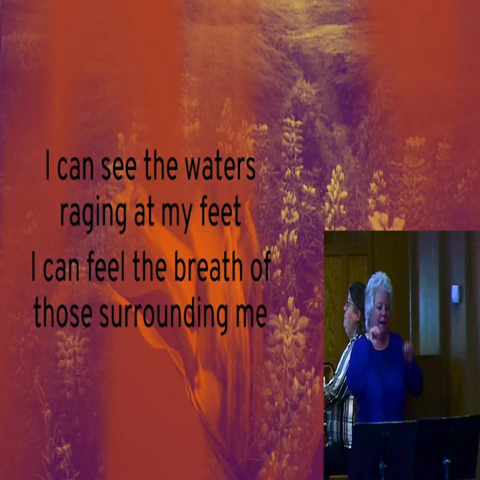 I can see the waters
raging at my feet
I can feel the breath of
those surrounding me